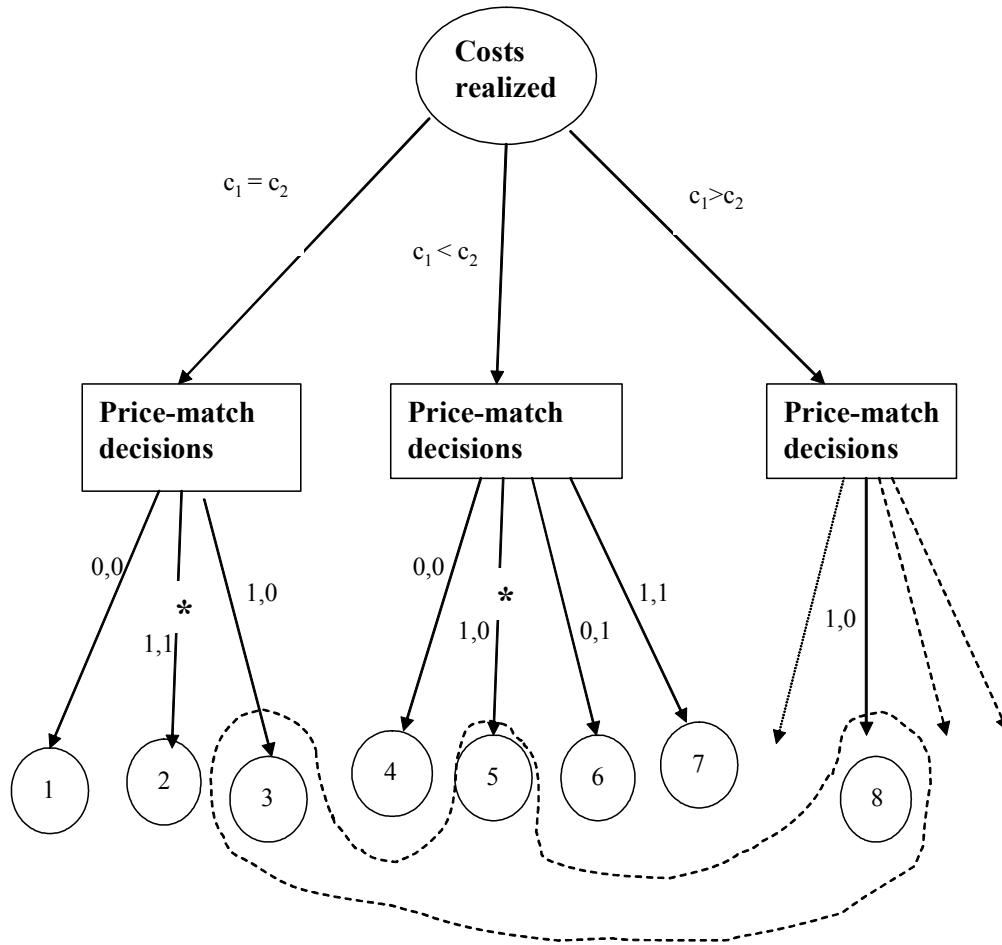 Costs
realized
c₁ = c₂
c₁ < c₂
c₁>c₂
Price-match
decisions
Price-match
decisions
Price-match
decisions
0,0
*
1,1
1,0
0,0
*
1,0
0,1
1,1
1,0
1
2
3
4
5
6
7
8